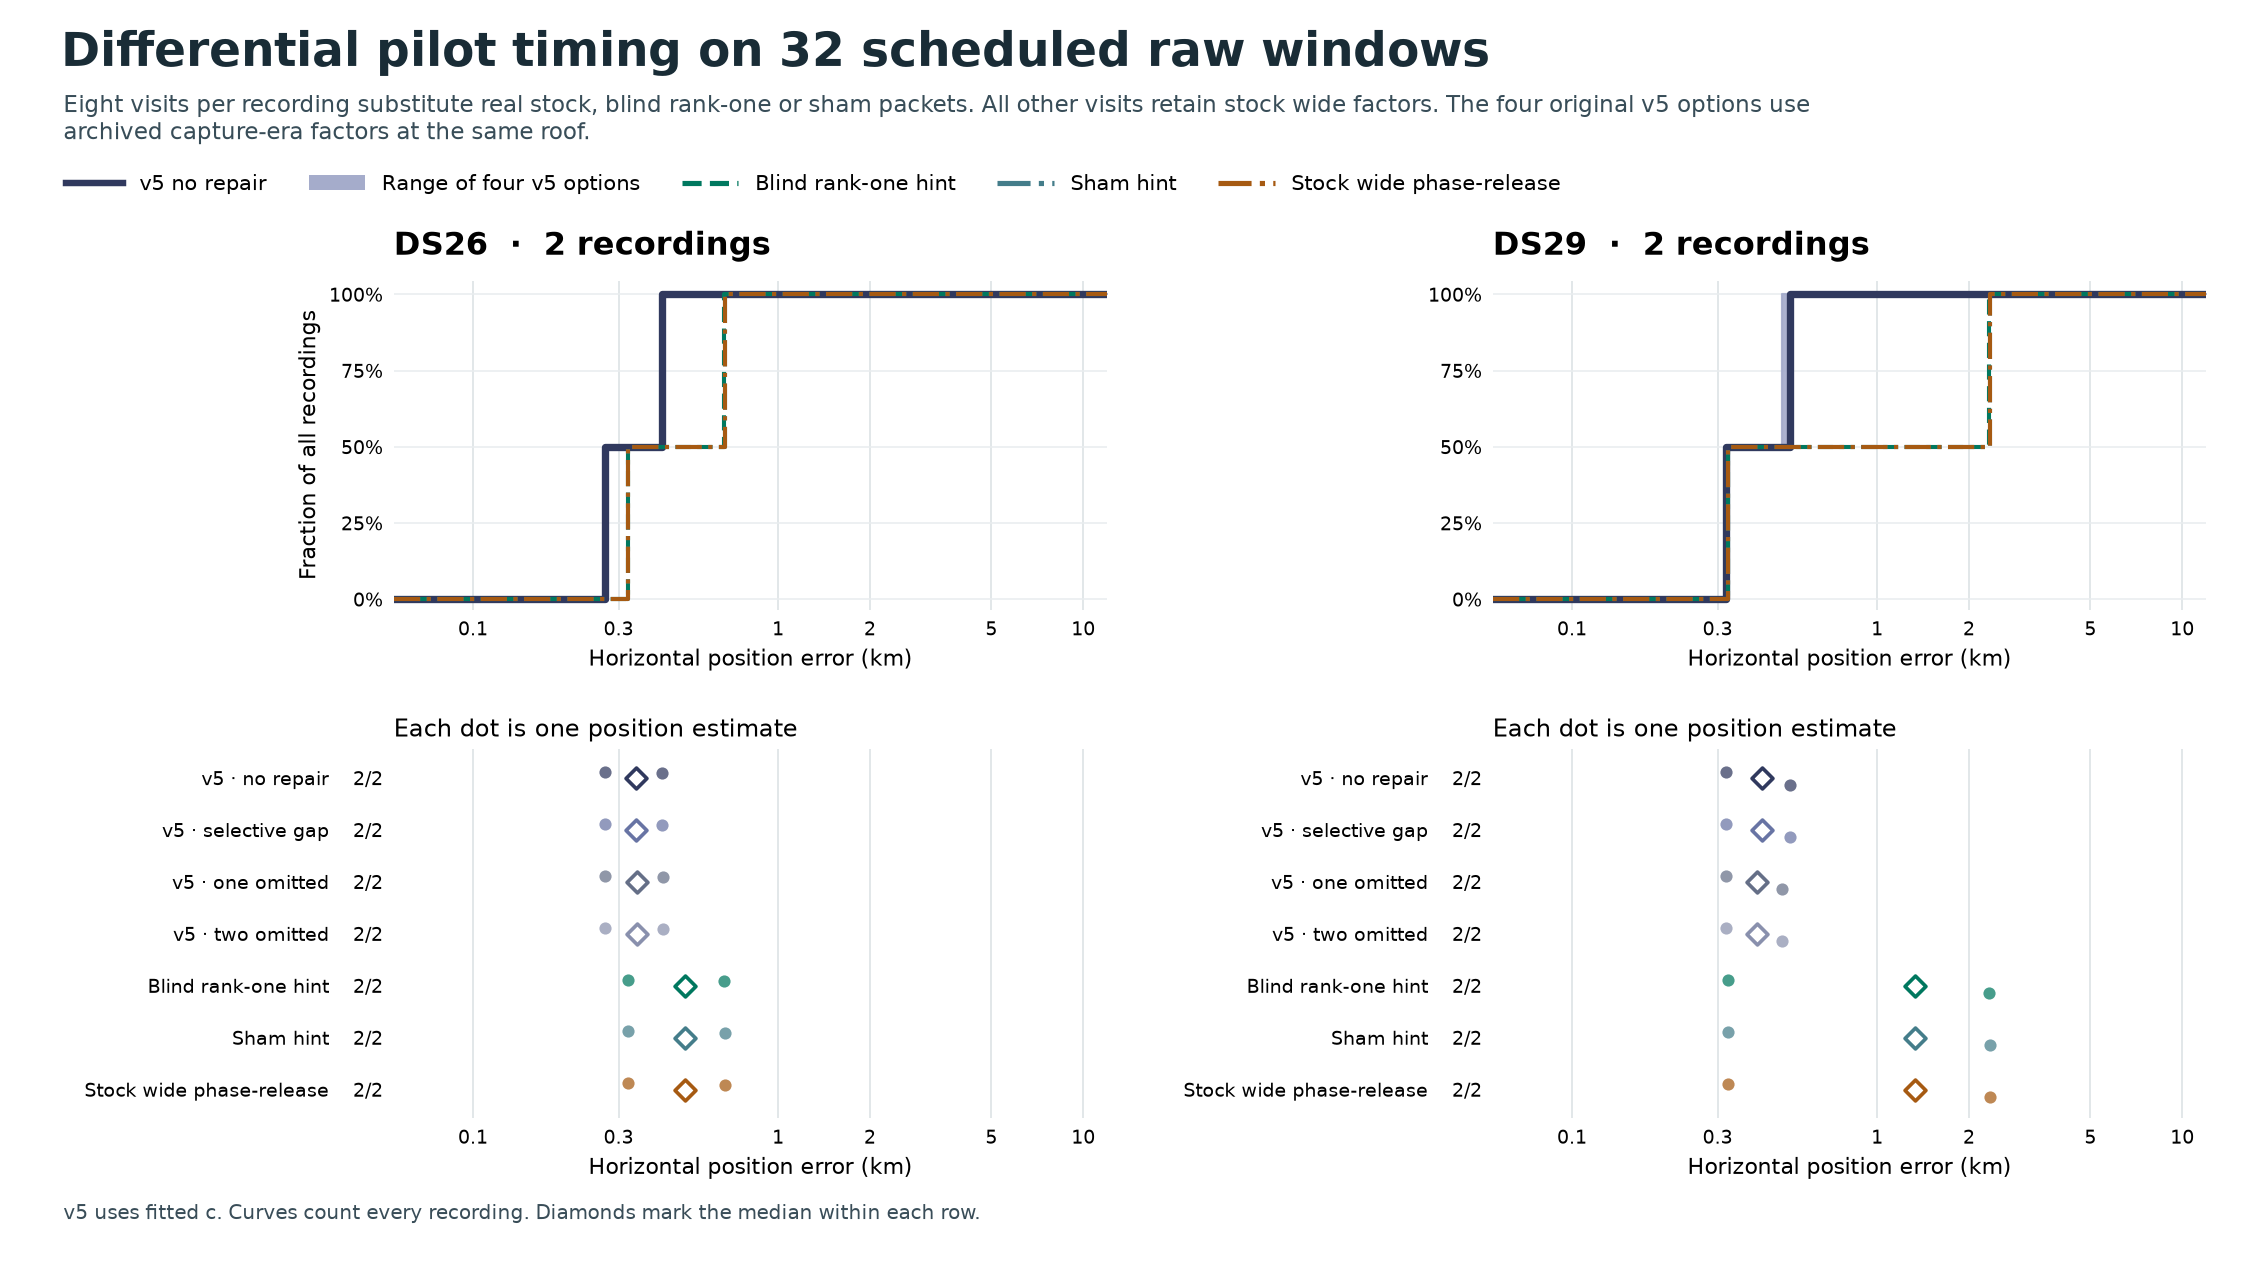 Differential pilot timing on 32 scheduled raw windows
Eight visits per recording substitute real stock, blind rank-one or sham packets. All other visits retain stock wide factors. The four original v5 options use
archived capture-era factors at the same roof.
v5 no repair
Range of four v5 options
Blind rank-one hint
Sham hint
Stock wide phase-release
DS26 · 2 recordings
Fraction of all recordings
100%
75%
50%
25%
0%
0.1 0.3 1 2 5 10
Horizontal position error (km)
DS29 · 2 recordings
100%
75%
50%
25%
0%
0.1 0.3 1 2 5 10
Horizontal position error (km)
Each dot is one position estimate
v5 · no repair 2/2
v5 · selective gap 2/2
v5 · one omitted 2/2
v5 · two omitted 2/2
Blind rank-one hint 2/2
Sham hint 2/2
Stock wide phase-release 2/2
0.1 0.3 1 2 5 10
Horizontal position error (km)
Each dot is one position estimate
v5 · no repair 2/2
v5 · selective gap 2/2
v5 · one omitted 2/2
v5 · two omitted 2/2
Blind rank-one hint 2/2
Sham hint 2/2
Stock wide phase-release 2/2
0.1 0.3 1 2 5 10
Horizontal position error (km)
v5 uses fitted c. Curves count every recording. Diamonds mark the median within each row.